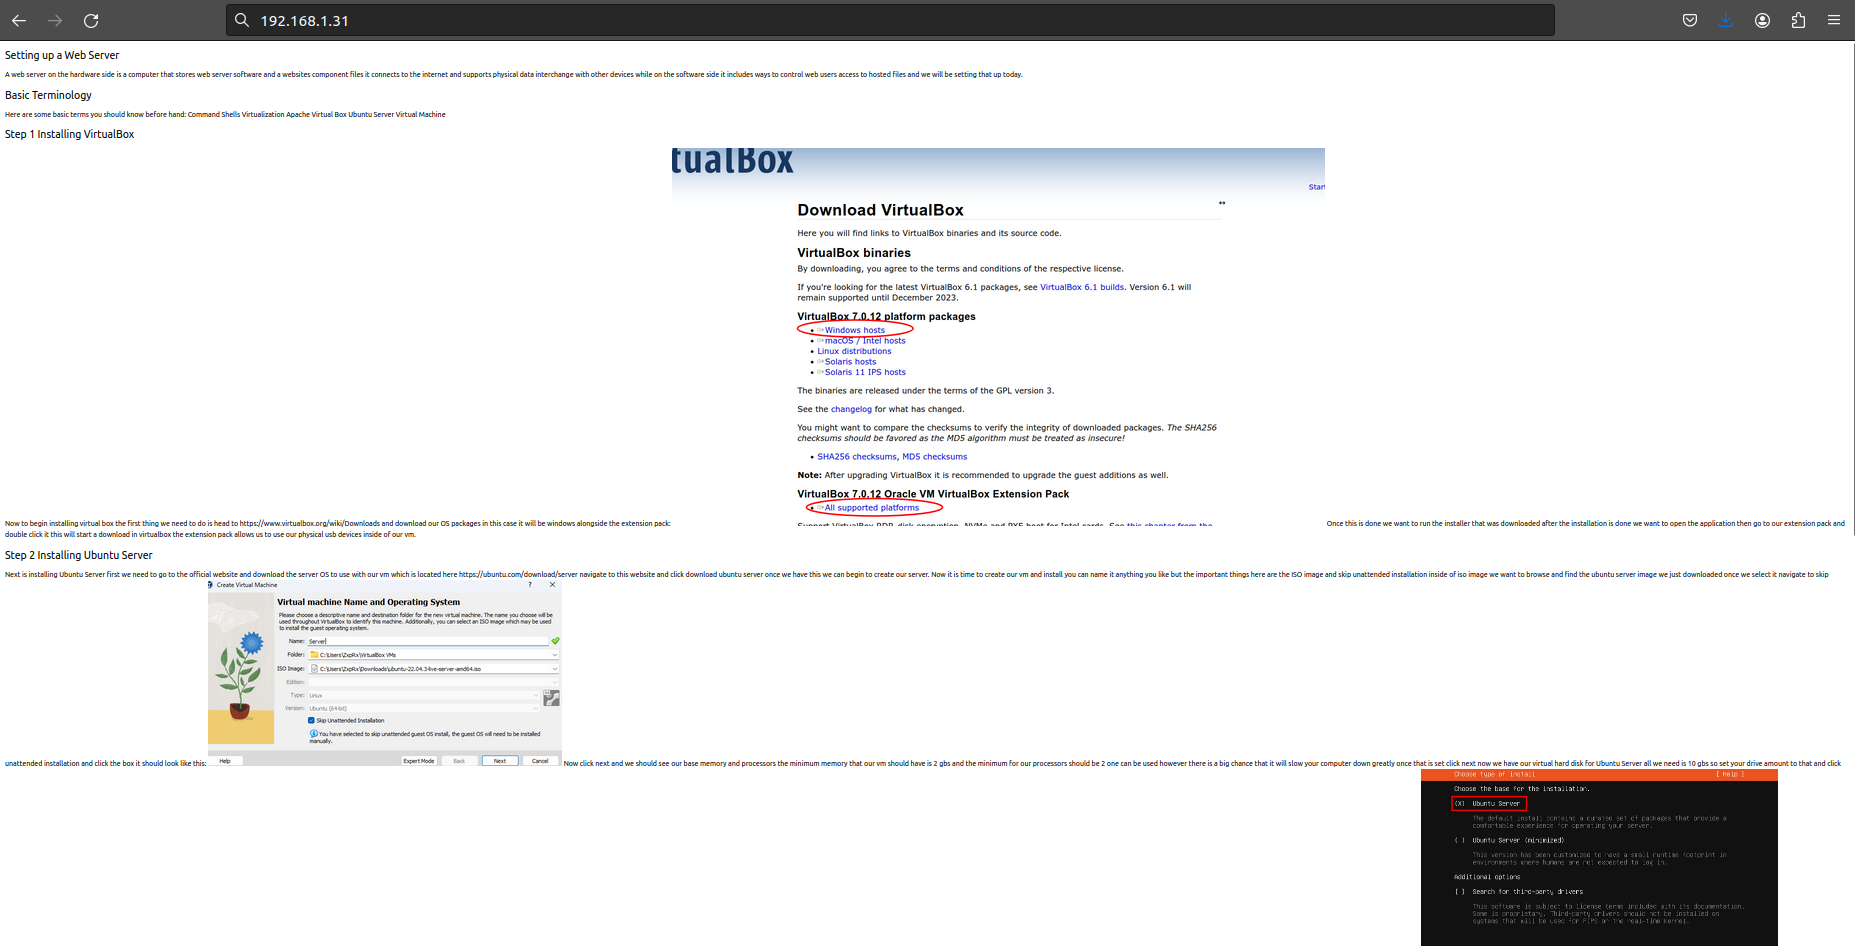 192.168.1.31
Setting up a Web Server
A web server on the hardware side is a computer that stores web server software and a websites component files it connects to the internet and supports physical data interchange with other devices while on the software side it includes ways to control web users access to hosted files and we will be setting that up today.
Basic Terminology
Here are some basic terms you should know before hand: Command Shells Virtualization Apache Virtual Box Ubuntu Server Virtual Machine
Step 1 Installing VirtualBox
tualBox
Start
Download VirtualBox
Here you will find links to VirtualBox binaries and its source code.
VirtualBox binaries
By downloading, you agree to the terms and conditions of the respective license.
If you're looking for the latest VirtualBox 6.1 packages, see VirtualBox 6.1 builds. Version 6.1 will
remain supported until December 2023.
VirtualBox 7.0.12 platform packages
Windows hosts
macOS / Intel hosts
Linux distributions
Solaris hosts
Solaris 11 IPS hosts
The binaries are released under the terms of the GPL version 3.
See the changelog for what has changed.
You might want to compare the checksums to verify the integrity of downloaded packages. The SHA256
checksums should be favored as the MD5 algorithm must be treated as insecure!
SHA256 checksums, MD5 checksums
Note: After upgrading VirtualBox it is recommended to upgrade the guest additions as well.
VirtualBox 7.0.12 Oracle VM VirtualBox Extension Pack
All supported platforms
Support VirtualBox RDP, disk encryption, NVMe and PXE boot for Intel cards. See this chapter from the
Now to begin installing virtual box the first thing we need to do is head to https://www.virtualbox.org/wiki/Downloads and download our OS packages in this case it will be windows alongside the extension pack: Once this is done we want to run the installer that was downloaded after the installation is done we want to open the application then go to our extension pack and
double click it this will start a download in virtualbox the extension pack allows us to use our physical usb devices inside of our vm.
Step 2 Installing Ubuntu Server
Next is installing Ubuntu Server first we need to go to the official website and download the server OS to use with our vm which is located here https://ubuntu.com/download/server navigate to this website and click download ubuntu server once we have this we can begin to create our server. Now it is time to create our vm and install you can name it anything you like but the important things here are the ISO image and skip unattended installation inside of iso image we want to browse and find the ubuntu server image we just downloaded once we select it navigate to skip
Create Virtual Machine
Virtual machine Name and Operating System
Please choose a descriptive name and destination folder for the new virtual machine. The name you choose will be
used throughout VirtualBox to identify this machine. Additionally, you can select an ISO image which may be used
to install the guest operating system.
Name: Server
Folder: C:\Users\ZxpRx\VirtualBox VMs
ISO Image: C:\Users\ZxpRx\Downloads\ubuntu-22.04.3-live-server-amd64.iso
Edition:
Type: Linux
Version: Ubuntu (64-bit)
Skip Unattended Installation
You have selected to skip unattended guest OS install, the guest OS will need to be installed
manually.
Help Expert Mode Back Next Cancel
unattended installation and click the box it should look like this: Now click next and we should see our base memory and processors the minimum memory that our vm should have is 2 gbs and the minimum for our processors should be 2 one can be used however there is a big chance that it will slow your computer down greatly once that is set click next now we have our virtual hard disk for Ubuntu Server all we need is 10 gbs so set your drive amount to that and click
Choose type of install [ Help ]
Choose the base for the installation.
(X) Ubuntu Server
The default install contains a curated set of packages that provide a
comfortable experience for operating your server.
( ) Ubuntu Server (minimized)
This version has been customized to have a small runtime footprint in
environments where humans are not expected to log in.
Additional options
[ ] Search for third-party drivers
This software is subject to license terms included with its documentation.
Some is proprietary. Third-party drivers should not be installed on
systems that will be used for FIPS or the real-time kernel.